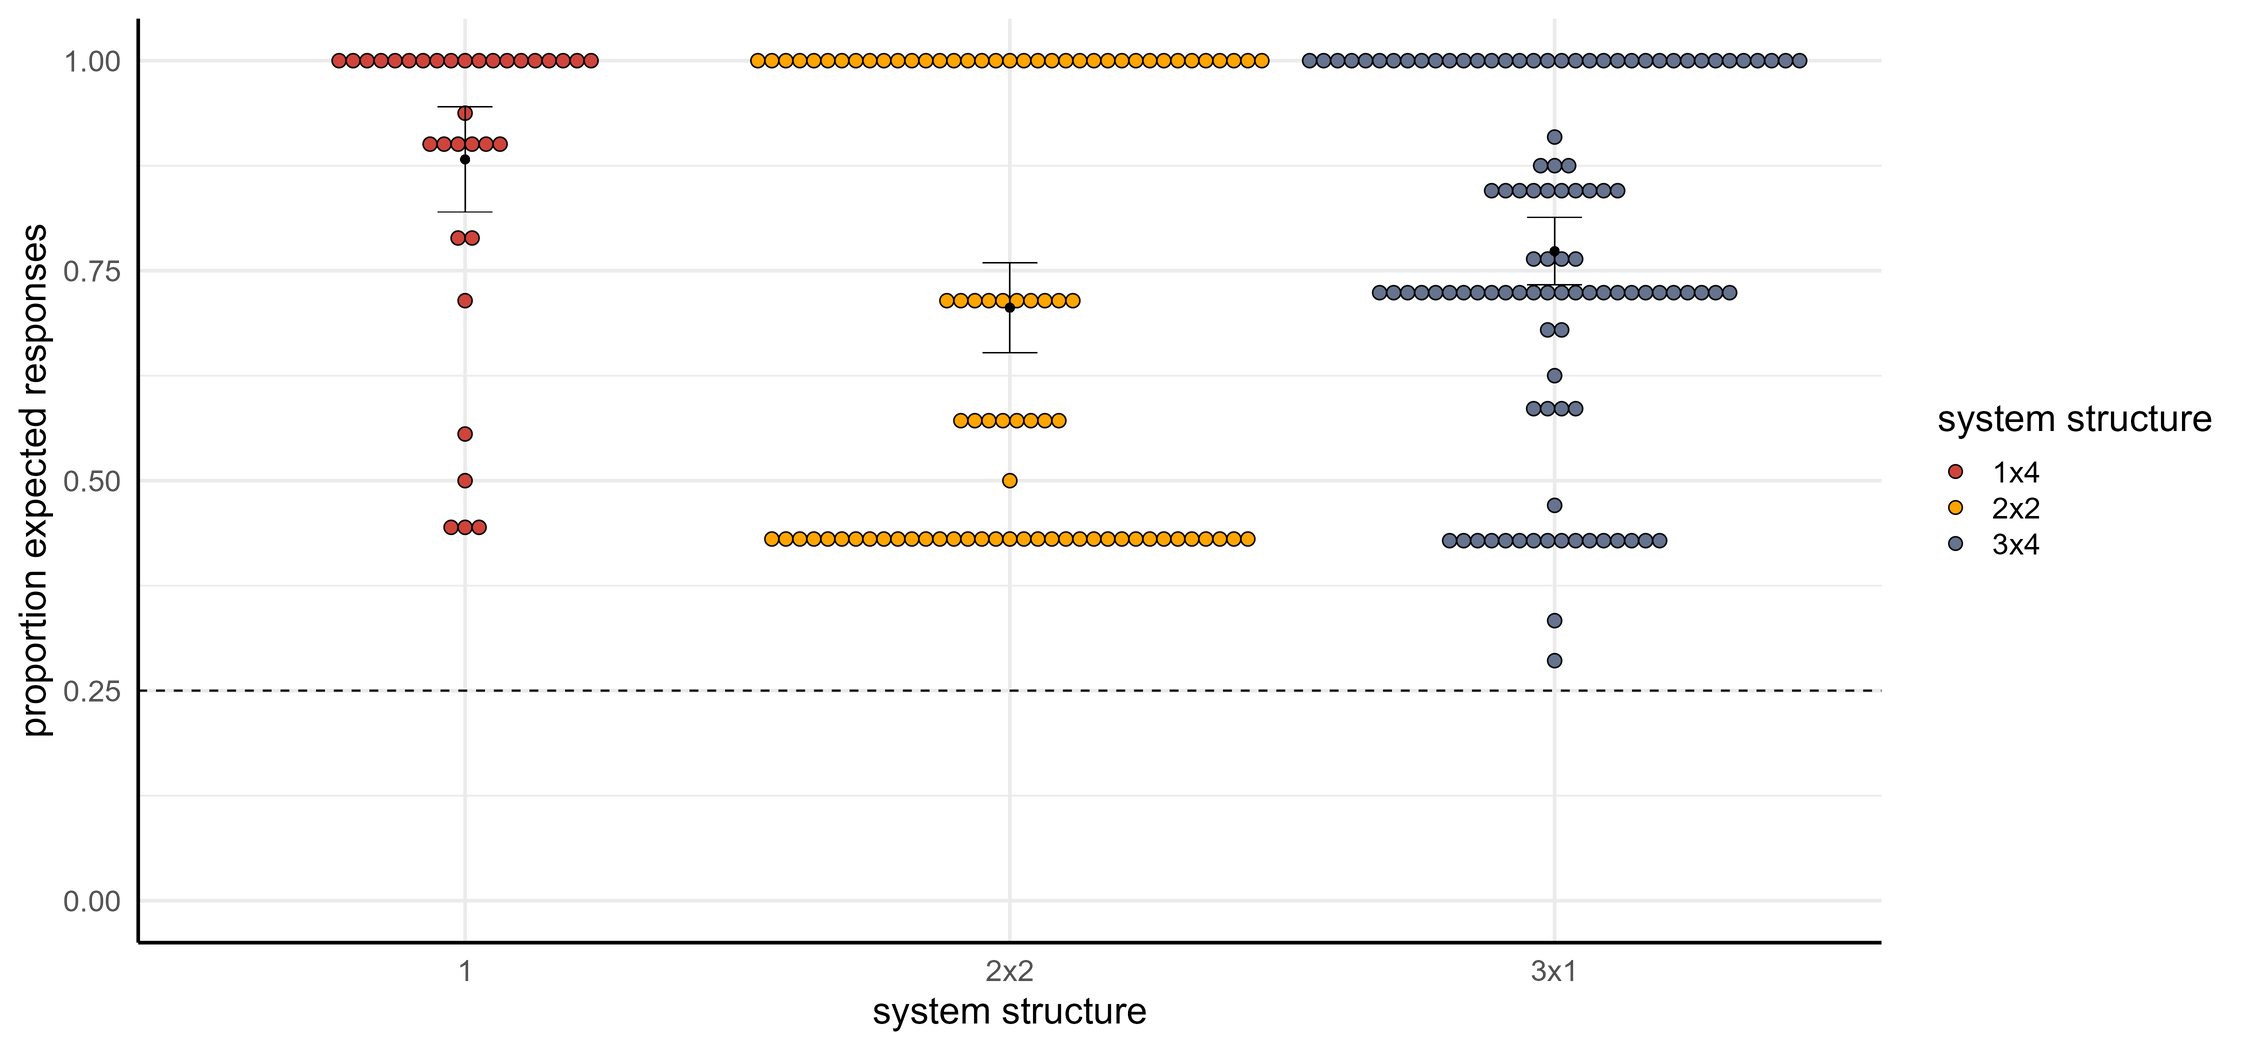 proportion expected responses
1.00
0.75
0.50
0.25
0.00
1
2x2
3x1
system structure
system structure
1x4
2x2
3x4